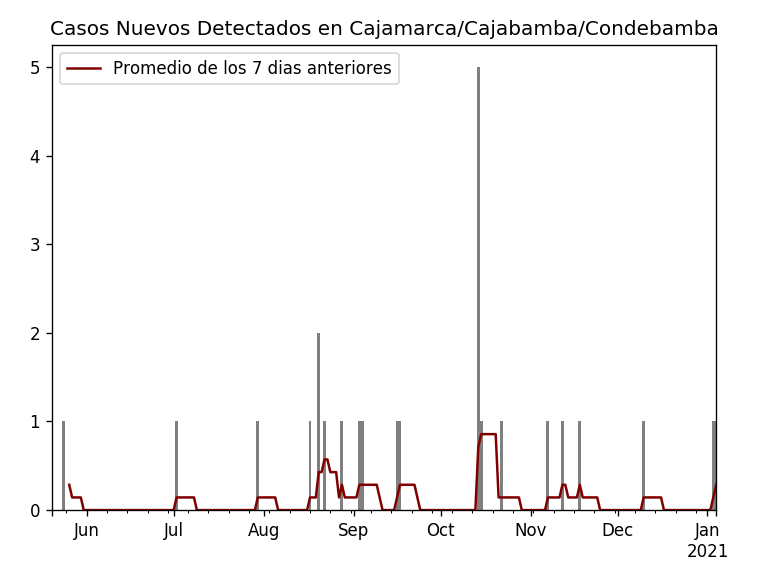 Casos Nuevos Detectados en Cajamarca/Cajabamba/Condebamba
Promedio de los 7 dias anteriores
5
4
3
2
1
0
Jun Jul Aug Sep Oct Nov Dec Jan
2021